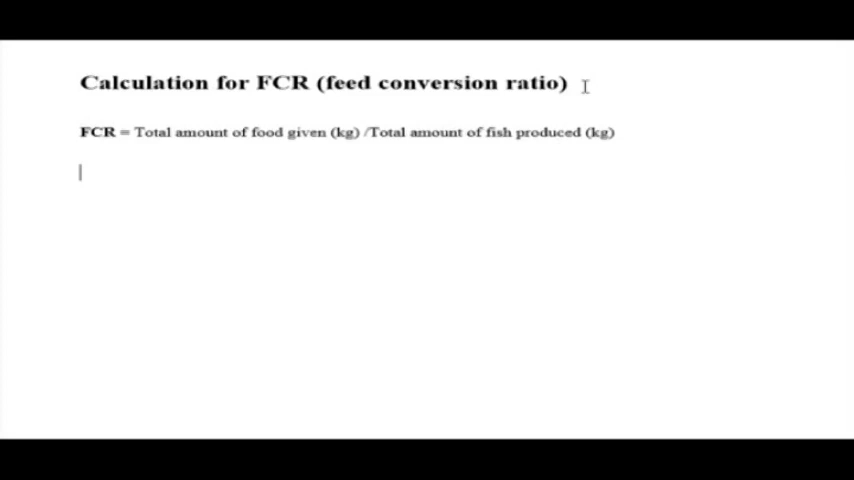 Calculation for FCR (feed conversion ratio)
FCR = Total amount of food given (kg) /Total amount of fish produced (kg)